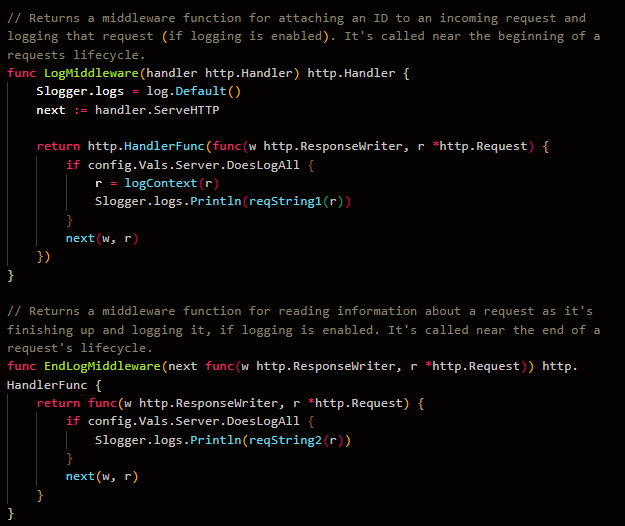 // Returns a middleware function for attaching an ID to an incoming request and
logging that request (if logging is enabled). It's called near the beginning of a
requests lifecycle.
func LogMiddleware(handler http.Handler) http.Handler {
    Slogger.logs = log.Default()
    next := handler.ServeHTTP

    return http.HandlerFunc(func(w http.ResponseWriter, r *http.Request) {
        if config.Vals.Server.DoesLogAll {
            r = logContext(r)
            Slogger.logs.Println(reqString1(r))
        }
        next(w, r)
    })
}

// Returns a middleware function for reading information about a request as it's
finishing up and logging it, if logging is enabled. It's called near the end of a
request's lifecycle.
func EndLogMiddleware(next func(w http.ResponseWriter, r *http.Request)) http.
HandlerFunc {
    return func(w http.ResponseWriter, r *http.Request) {
        if config.Vals.Server.DoesLogAll {
            Slogger.logs.Println(reqString2(r))
        }
        next(w, r)
    }
}